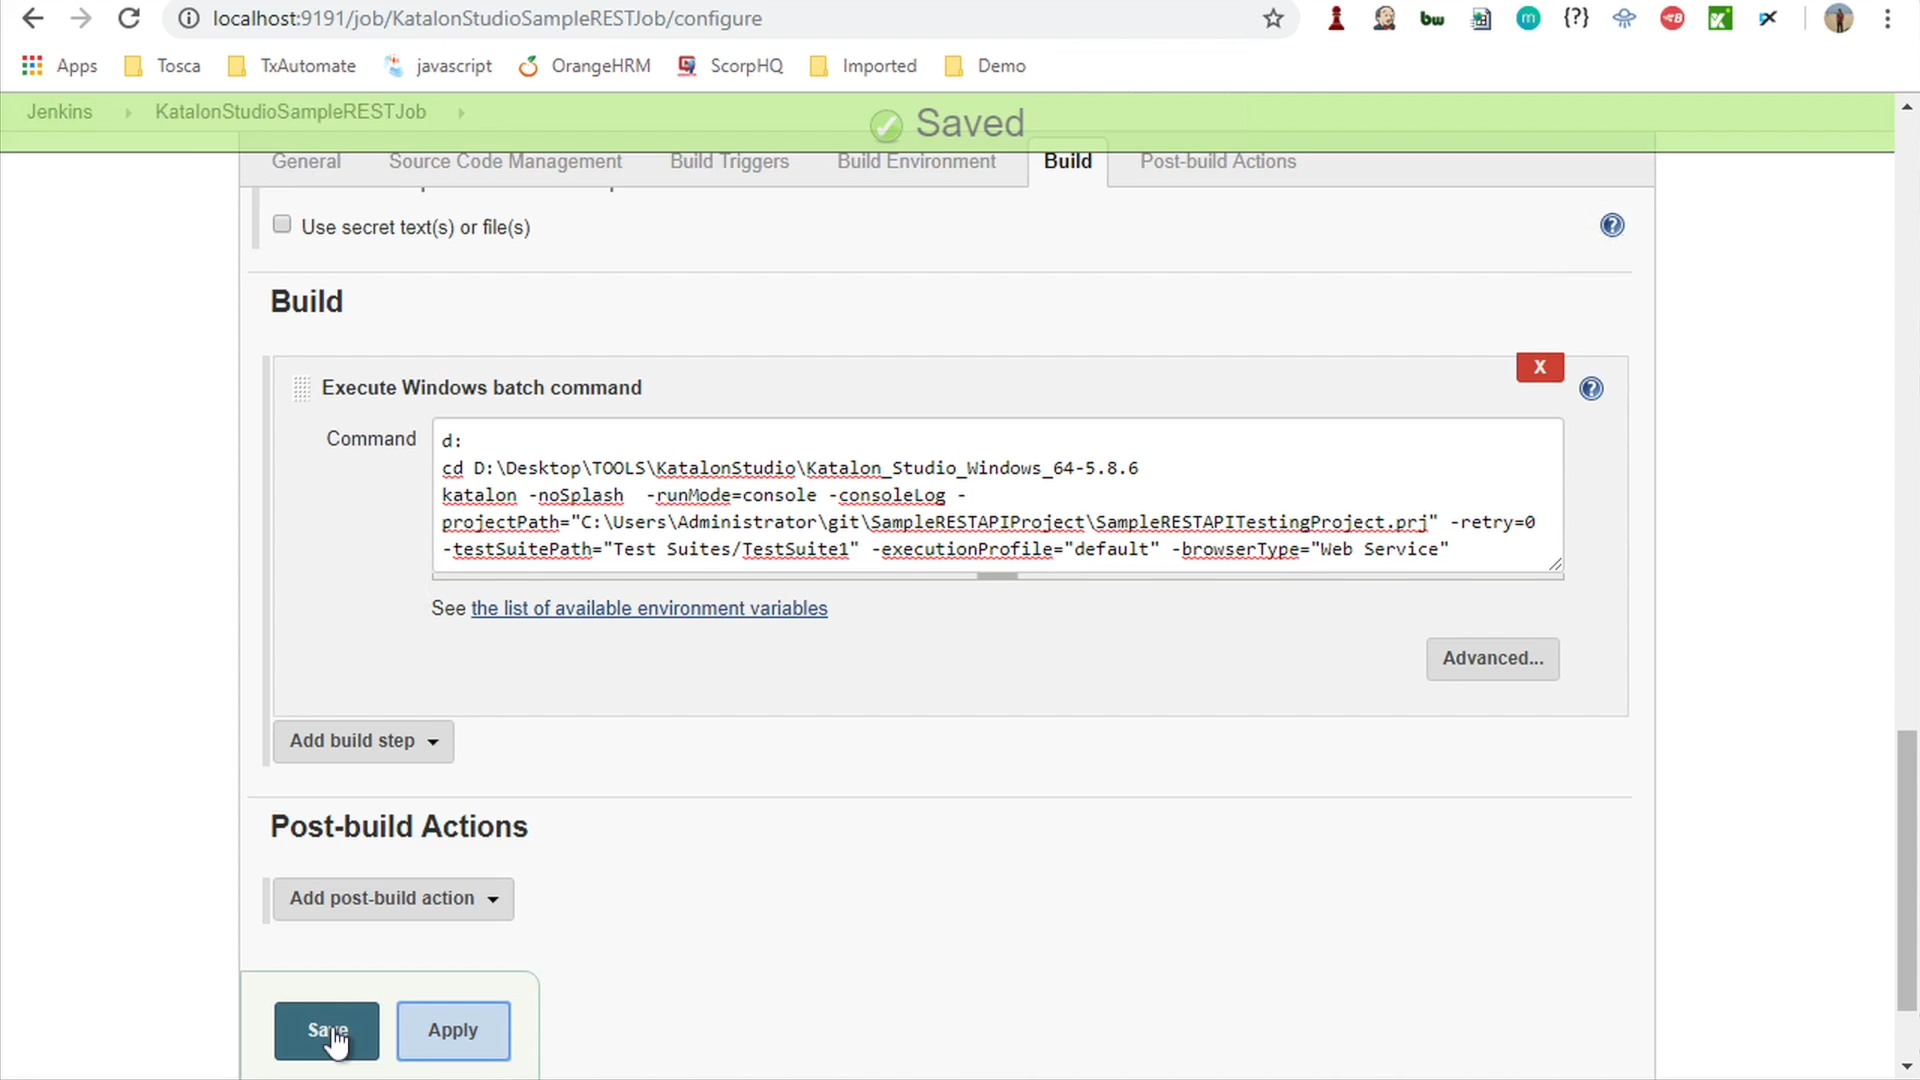 localhost:9191/job/KatalonStudioSampleRESTJob/configure
bw
m
{?}
Apps
Tosca
TxAutomate
javascript
OrangeHRM
ScorpHQ
Imported
Demo
Jenkins
KatalonStudioSampleRESTJob
Saved
General
Source Code Management
Build Triggers
Build Environment
Build
Post-build Actions
Use secret text(s) or file(s)
Build
X
Execute Windows batch command
Command
d:
cd D:\Desktop\TOOLS\KatalonStudio\Katalon_Studio_Windows_64-5.8.6
katalon -noSplash  -runMode=console -consoleLog -
projectPath="C:\Users\Administrator\git\SampleRESTAPIProject\SampleRESTAPITestingProject.prj" -retry=0
-testSuitePath="Test Suites/TestSuite1" -executionProfile="default" -browserType="Web Service"
See the list of available environment variables
Advanced...
Add build step
Post-build Actions
Add post-build action
Save
Apply